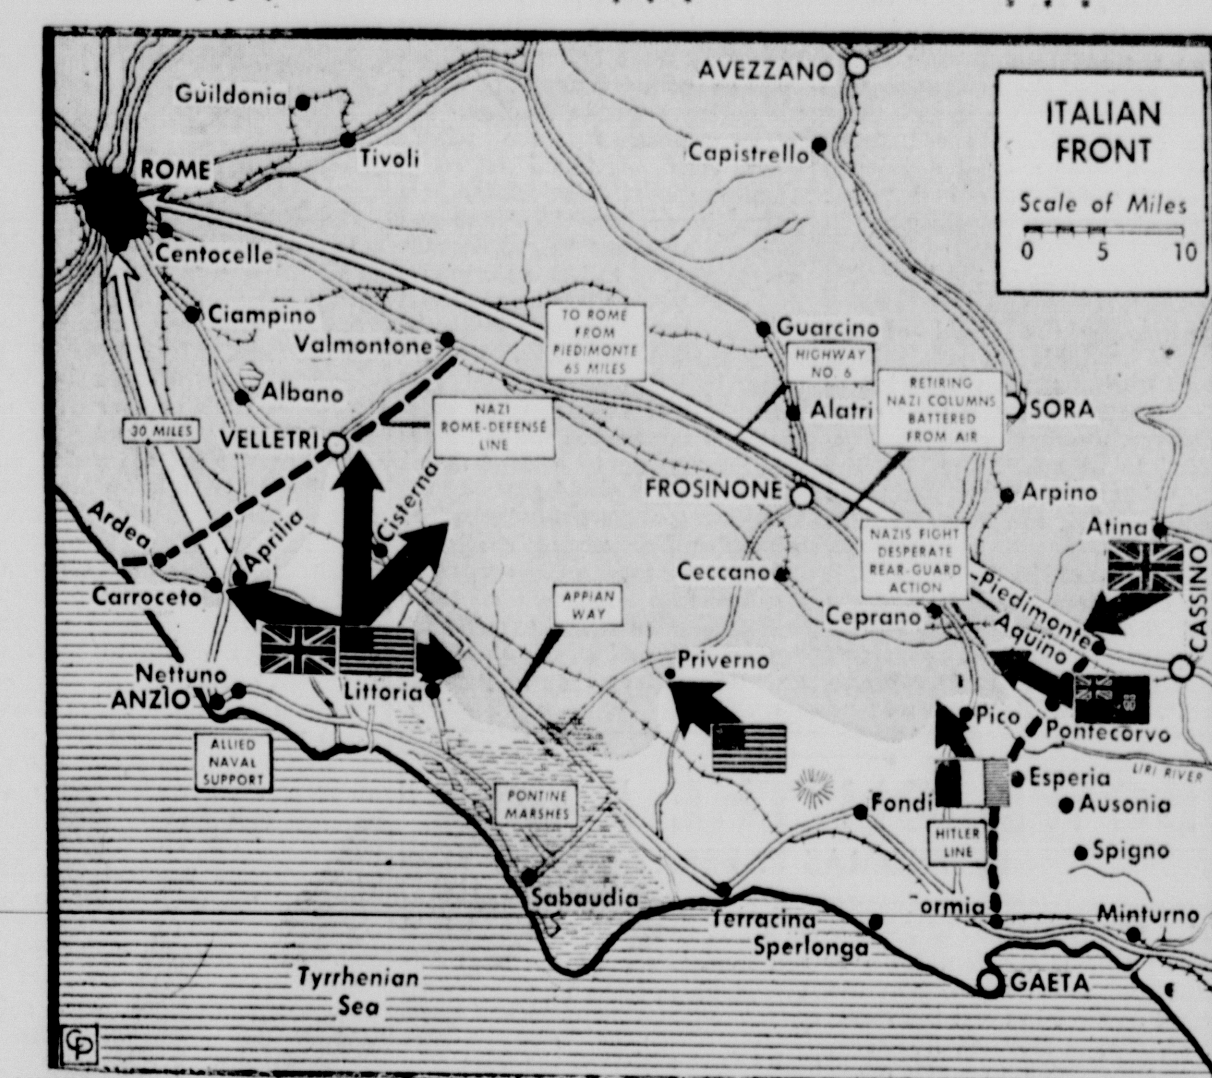 AVEZZANO
ITALIAN
FRONT
Scale of Miles
0 5 10
Guildonia
Tivoli
Capistrello
ROME
Centocelle
Ciampino
Valmontone
TO ROME
FROM
PIEDIMONTE
65 MILES
Guarcino
HIGHWAY
NO. 6
RETIRING
NAZI COLUMNS
BATTERED
FROM AIR
SORA
Albano
Alatri
30 MILES
VELLETRI
NAZI
ROME-DEFENSE
LINE
FROSINONE
Arpino
Cisterna
Ardea
Aprilia
Atina
NAZIS FIGHT
DESPERATE
REAR-GUARD
ACTION
CASSINO
Ceccano
Carroceto
APPIAN
WAY
Ceprano
Piedimonte
Aquino
Nettuno
ANZIO
Littoria
Priverno
Pico
Pontecorvo
ALLIED
NAVAL
SUPPORT
LIRI RIVER
PONTINE
MARSHES
Esperia
Fondi
Ausonia
HITLER
LINE
Spigno
Sabaudia
Terracina
ormia
Minturno
Sperlonga
Tyrrhenian
Sea
GAETA
CP